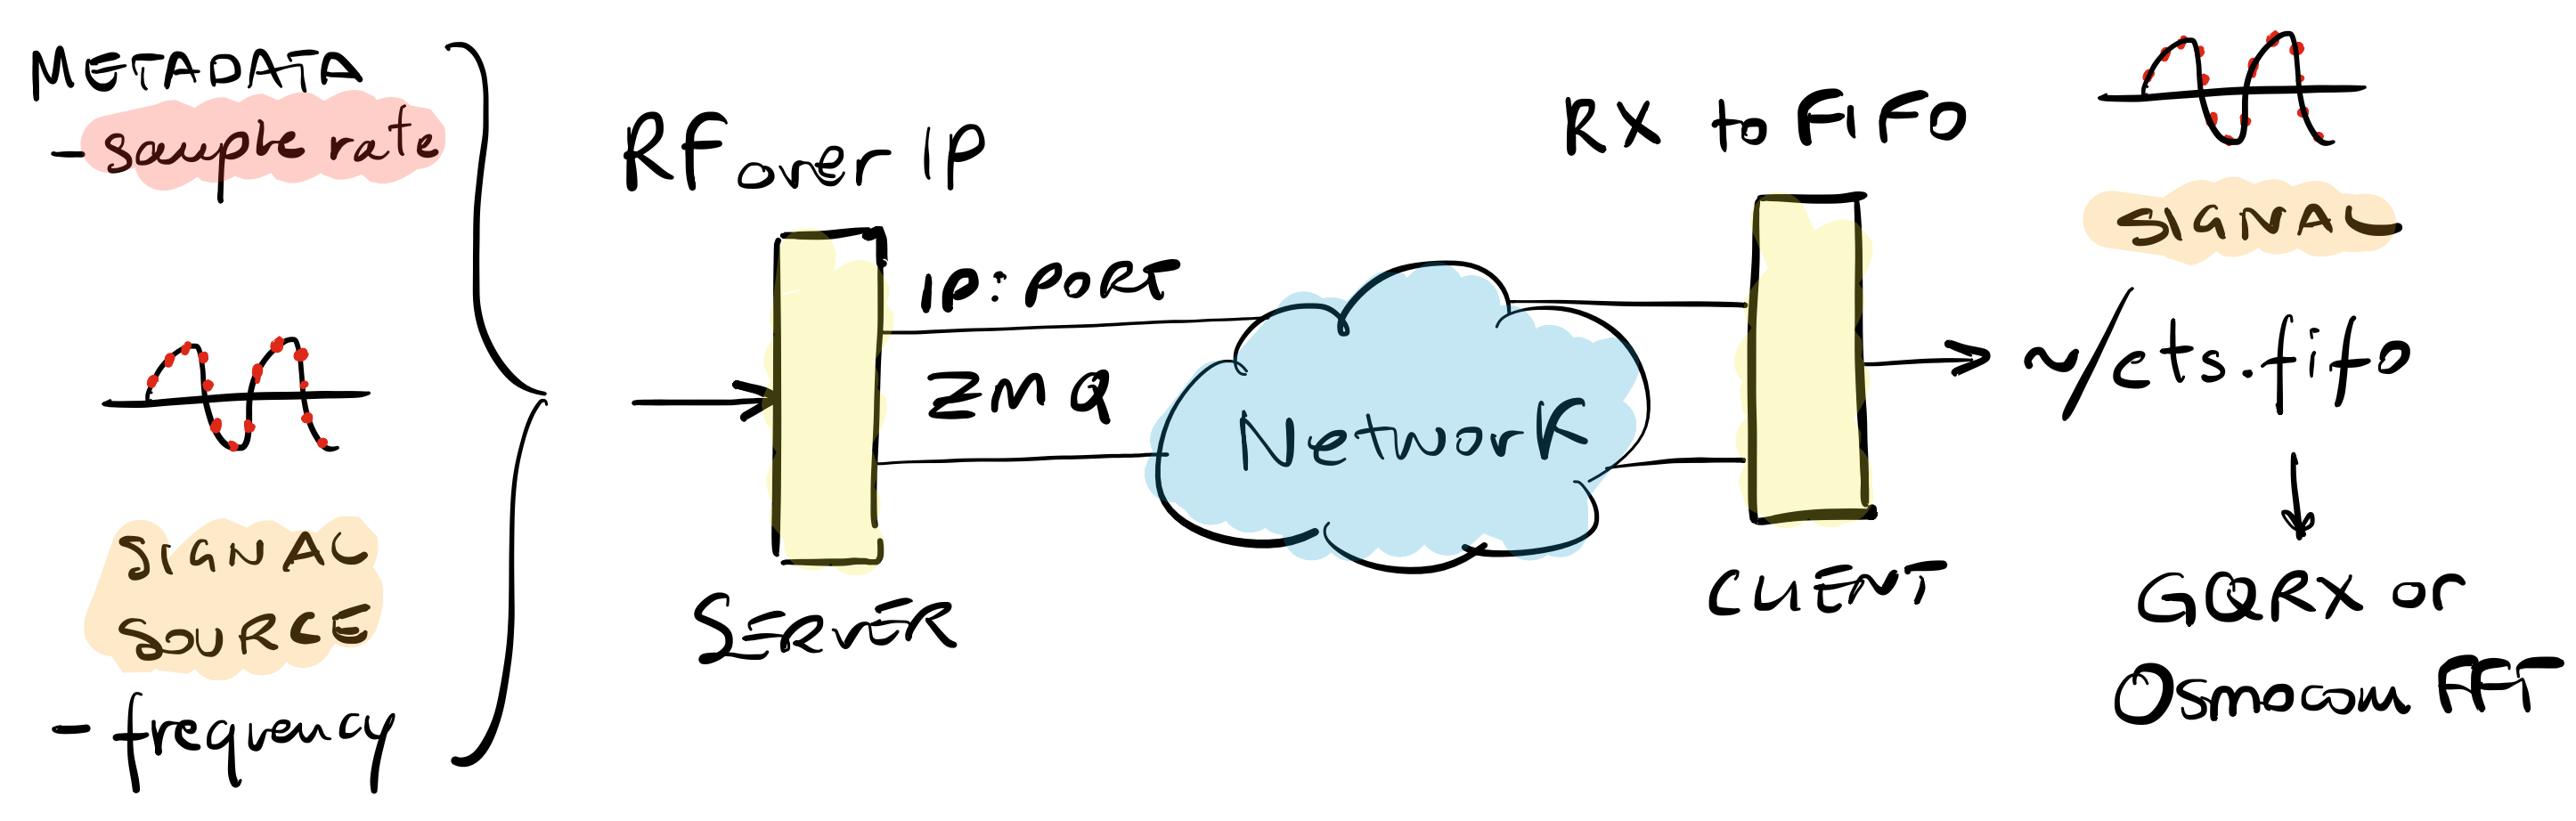 METADATA
- sample rate
SIGNAL
SOURCE
- frequency
RF over IP
IP: PORT
ZMQ
SERVER
Network
RX to FIFO
CLIENT
SIGNAL
~/cts.fifo
GQRX or
Osmocom FFT